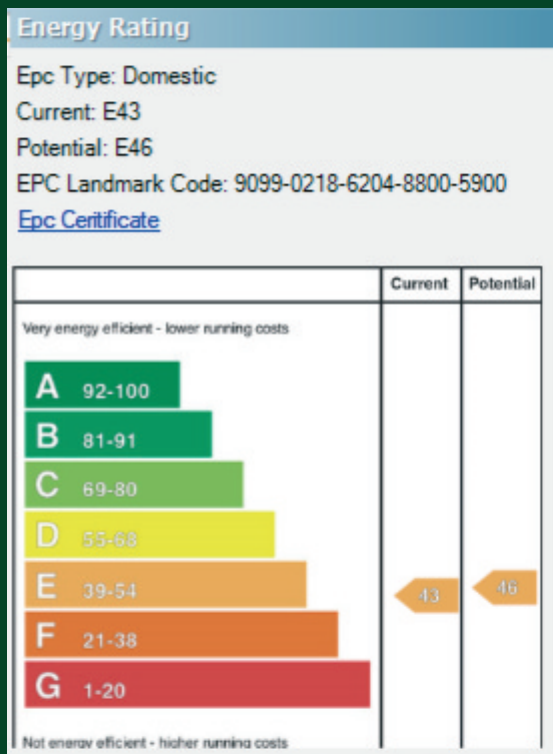 Energy Rating
Epc Type: Domestic
Current: E43
Potential: E46
EPC Landmark Code: 9099-0218-6204-8800-5900
Epc Ceritificate
Current Potential
Very energy efficient - lower running costs
A 92-100
B 81-91
C 69-80
D 55-68
E 39-54 43 46
F 21-38
G 1-20
Not energy efficient - higher running costs